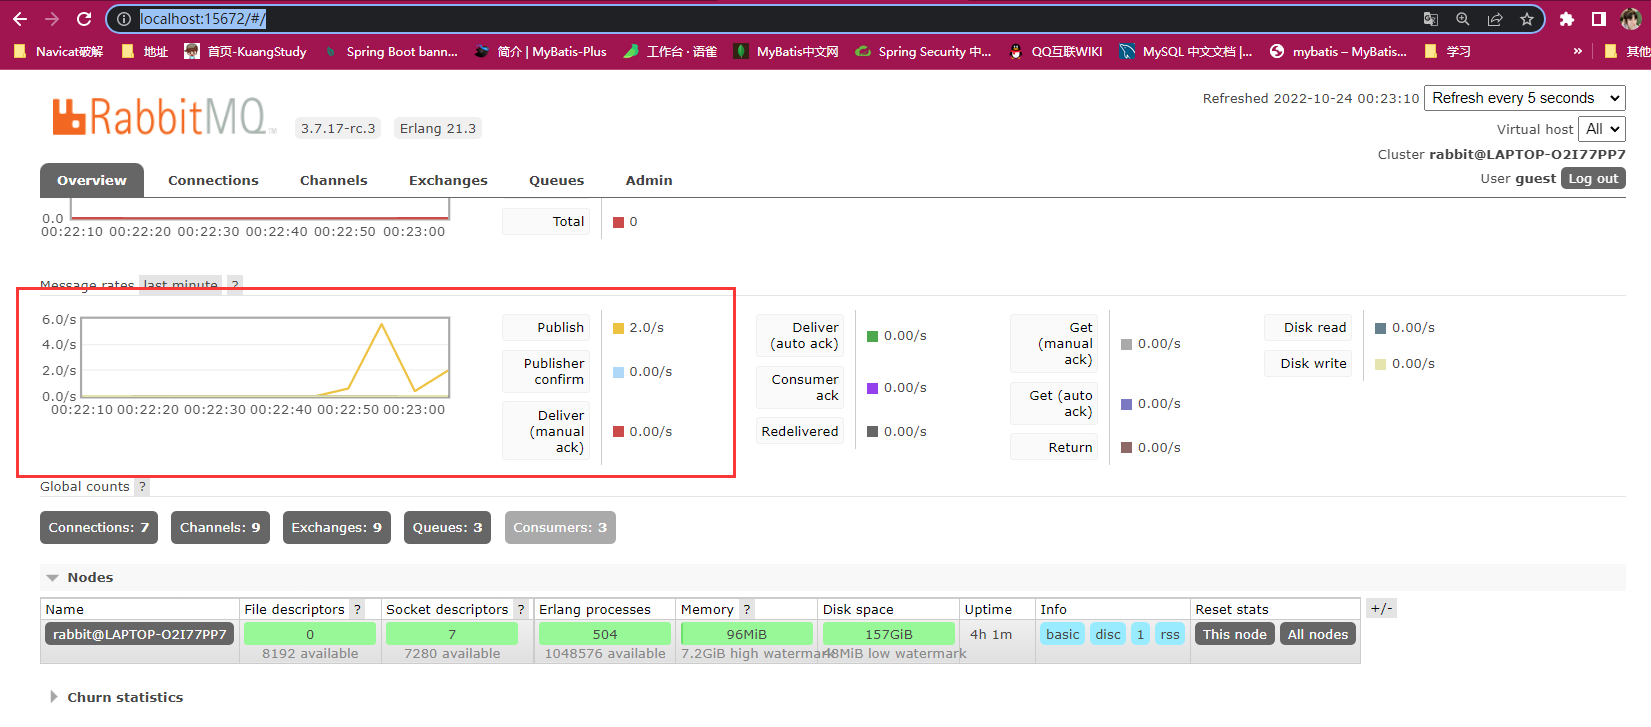 localhost:15672/#/
Navicat破解 地址 首页-KuangStudy Spring Boot bann... 简介 | MyBatis-Plus 工作台 · 语雀 MyBatis中文网 Spring Security 中... QQ互联WIKI MySQL 中文文档 |... mybatis – MyBatis... 学习 » 其他
RabbitMQ TM 3.7.17-rc.3 Erlang 21.3
Refreshed 2022-10-24 00:23:10 Refresh every 5 seconds
Virtual host All
Cluster rabbit@LAPTOP-O2I77PP7
User guest Log out
Overview Connections Channels Exchanges Queues Admin
0.0
00:22:10 00:22:20 00:22:30 00:22:40 00:22:50 00:23:00
Total 0
Message rates last minute ?
6.0/s
4.0/s
2.0/s
0.0/s
00:22:10 00:22:20 00:22:30 00:22:40 00:22:50 00:23:00
Publish 2.0/s
Publisher
confirm 0.00/s
Deliver
(manual 0.00/s
ack)
Deliver
(auto ack) 0.00/s
Consumer
ack 0.00/s
Redelivered 0.00/s
Get
(manual 0.00/s
ack)
Get (auto
ack) 0.00/s
Return 0.00/s
Disk read 0.00/s
Disk write 0.00/s
Global counts ?
Connections: 7 Channels: 9 Exchanges: 9 Queues: 3 Consumers: 3
Nodes
Name File descriptors ? Socket descriptors ? Erlang processes Memory ? Disk space Uptime Info Reset stats +/-
rabbit@LAPTOP-O2I77PP7 0 7 504 96MiB 157GiB 4h 1m basic disc 1 rss This node All nodes
8192 available 7280 available 1048576 available 7.2GiB high watermark 48MiB low watermark
Churn statistics